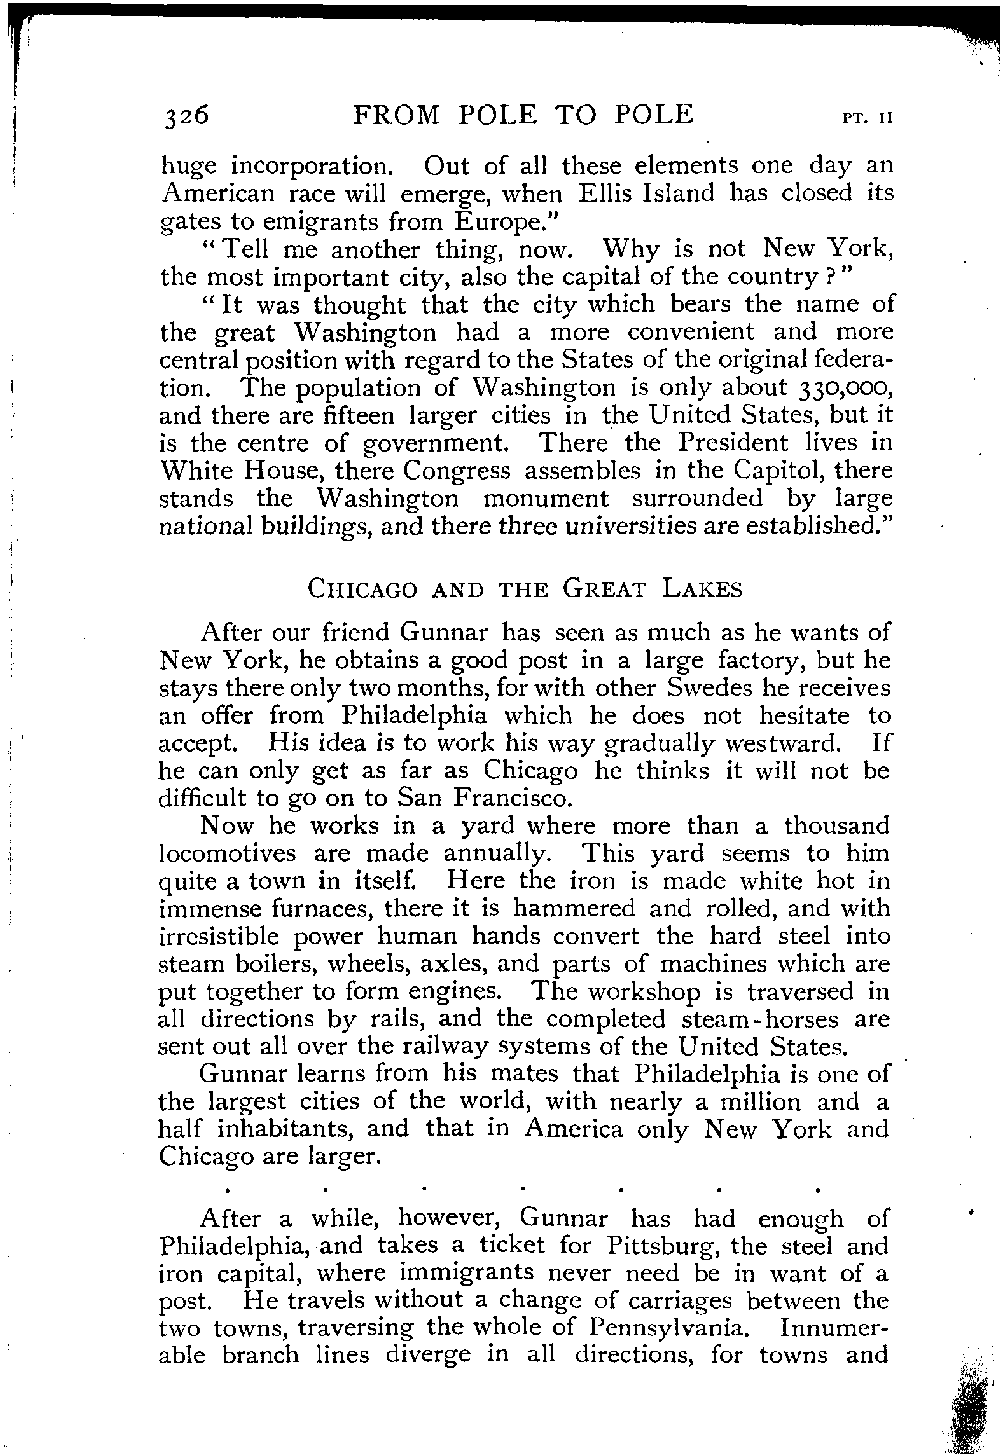 326 FROM POLE TO POLE PT. II
huge incorporation. Out of all these elements one day an
American race will emerge, when Ellis Island has closed its
gates to emigrants from Europe."
"Tell me another thing, now. Why is not New York,
the most important city, also the capital of the country?"
"It was thought that the city which bears the name of
the great Washington had a more convenient and more
central position with regard to the States of the original federa-
tion. The population of Washington is only about 330,000,
and there are fifteen larger cities in the United States, but it
is the centre of government. There the President lives in
White House, there Congress assembles in the Capitol, there
stands the Washington monument surrounded by large
national buildings, and there three universities are established."
CHICAGO AND THE GREAT LAKES
After our friend Gunnar has seen as much as he wants of
New York, he obtains a good post in a large factory, but he
stays there only two months, for with other Swedes he receives
an offer from Philadelphia which he does not hesitate to
accept. His idea is to work his way gradually westward. If
he can only get as far as Chicago he thinks it will not be
difficult to go on to San Francisco.
Now he works in a yard where more than a thousand
locomotives are made annually. This yard seems to him
quite a town in itself. Here the iron is made white hot in
immense furnaces, there it is hammered and rolled, and with
irresistible power human hands convert the hard steel into
steam boilers, wheels, axles, and parts of machines which are
put together to form engines. The workshop is traversed in
all directions by rails, and the completed steam-horses are
sent out all over the railway systems of the United States.
Gunnar learns from his mates that Philadelphia is one of
the largest cities of the world, with nearly a million and a
half inhabitants, and that in America only New York and
Chicago are larger.
. . . . . . .
After a while, however, Gunnar has had enough of
Philadelphia, and takes a ticket for Pittsburg, the steel and
iron capital, where immigrants never need be in want of a
post. He travels without a change of carriages between the
two towns, traversing the whole of Pennsylvania. Innumer-
able branch lines diverge in all directions, for towns and